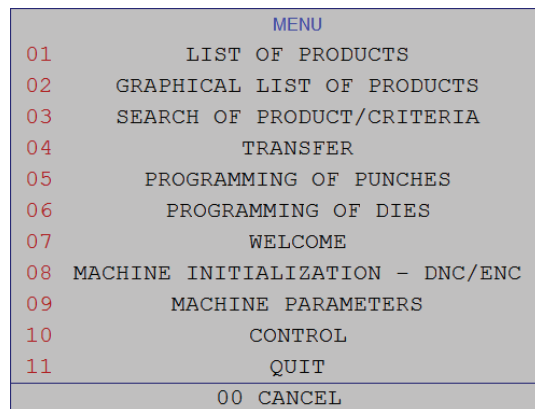 MENU
01 LIST OF PRODUCTS
02 GRAPHICAL LIST OF PRODUCTS
03 SEARCH OF PRODUCT/CRITERIA
04 TRANSFER
05 PROGRAMMING OF PUNCHES
06 PROGRAMMING OF DIES
07 WELCOME
08 MACHINE INITIALIZATION - DNC/ENC
09 MACHINE PARAMETERS
10 CONTROL
11 QUIT
00 CANCEL